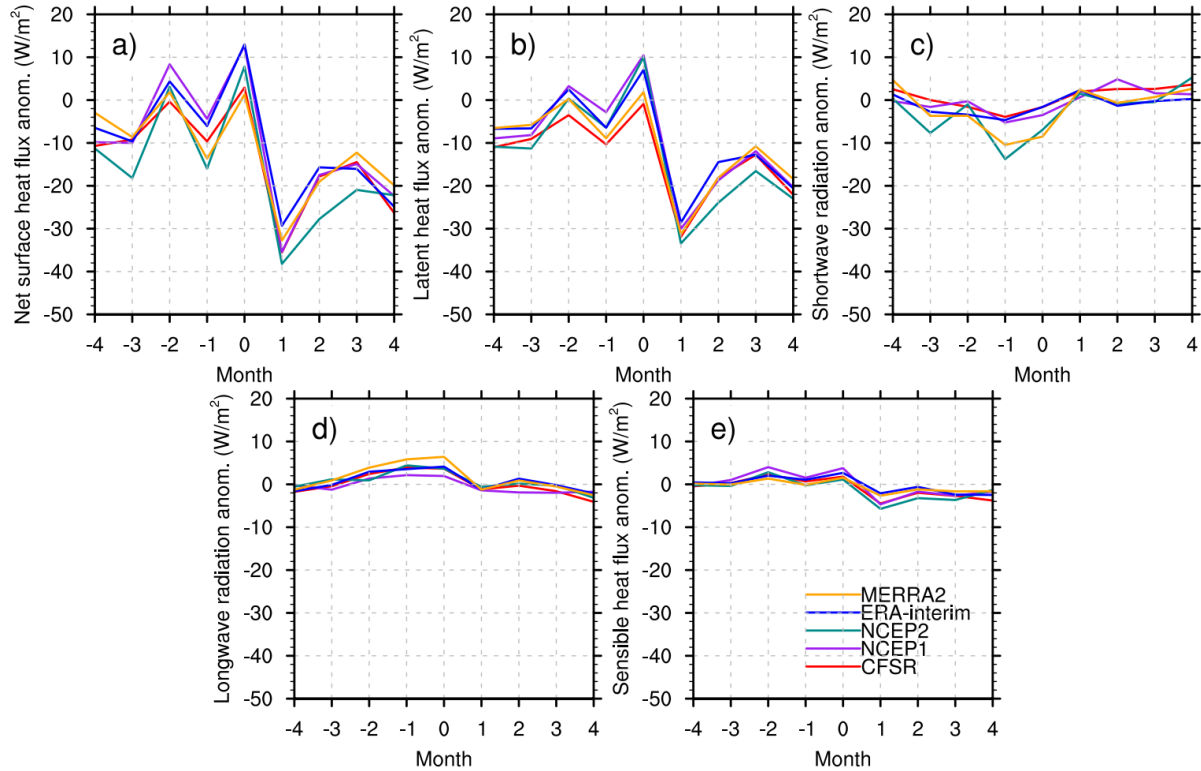 a)
Net surface heat flux anom. (W/m²)
20
10
0
-10
-20
-30
-40
-50
-4 -3 -2 -1 0 1 2 3 4
Month
b)
Latent heat flux anom. (W/m²)
20
10
0
-10
-20
-30
-40
-50
-4 -3 -2 -1 0 1 2 3 4
Month
c)
Shortwave radiation anom. (W/m²)
20
10
0
-10
-20
-30
-40
-50
-4 -3 -2 -1 0 1 2 3 4
Month
d)
Longwave radiation anom. (W/m²)
20
10
0
-10
-20
-30
-40
-50
-4 -3 -2 -1 0 1 2 3 4
Month
e)
Sensible heat flux anom. (W/m²)
20
10
0
-10
-20
-30
-40
-50
-4 -3 -2 -1 0 1 2 3 4
Month
MERRA2
ERA-interim
NCEP2
NCEP1
CFSR